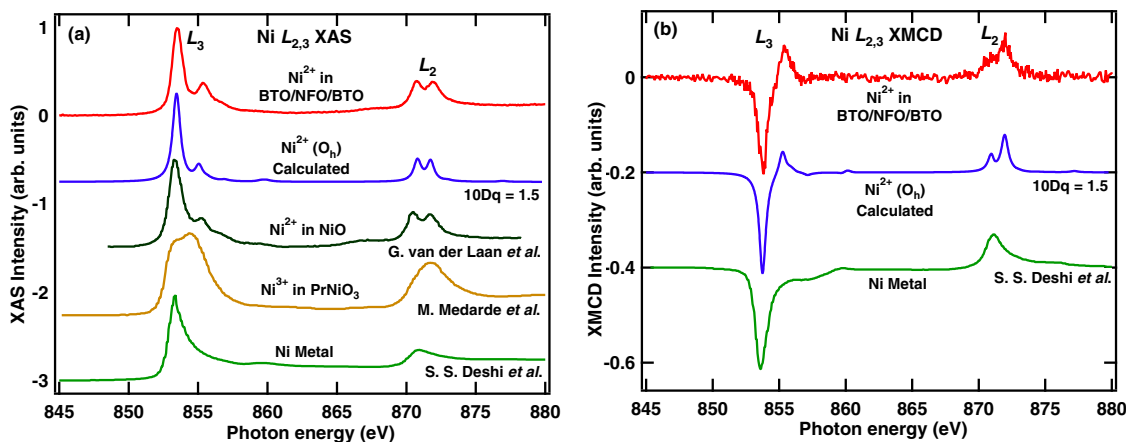 (a)
Ni L2,3 XAS
L3
L2
Ni2+ in
BTO/NFO/BTO
Ni2+ (Oh)
Calculated
10Dq = 1.5
Ni2+ in NiO
G. van der Laan et al.
Ni3+ in PrNiO3
M. Medarde et al.
Ni Metal
S. S. Deshi et al.
XAS Intensity (arb. units)
1
0
-1
-2
-3
845 850 855 860 865 870 875 880
Photon energy (eV)
(b)
Ni L2,3 XMCD
L3
L2
Ni2+ in
BTO/NFO/BTO
10Dq = 1.5
Ni2+ (Oh)
Calculated
Ni Metal
S. S. Deshi et al.
XMCD Intensity (arb. units)
0
-0.2
-0.4
-0.6
845 850 855 860 865 870 875 880
Photon energy (eV)